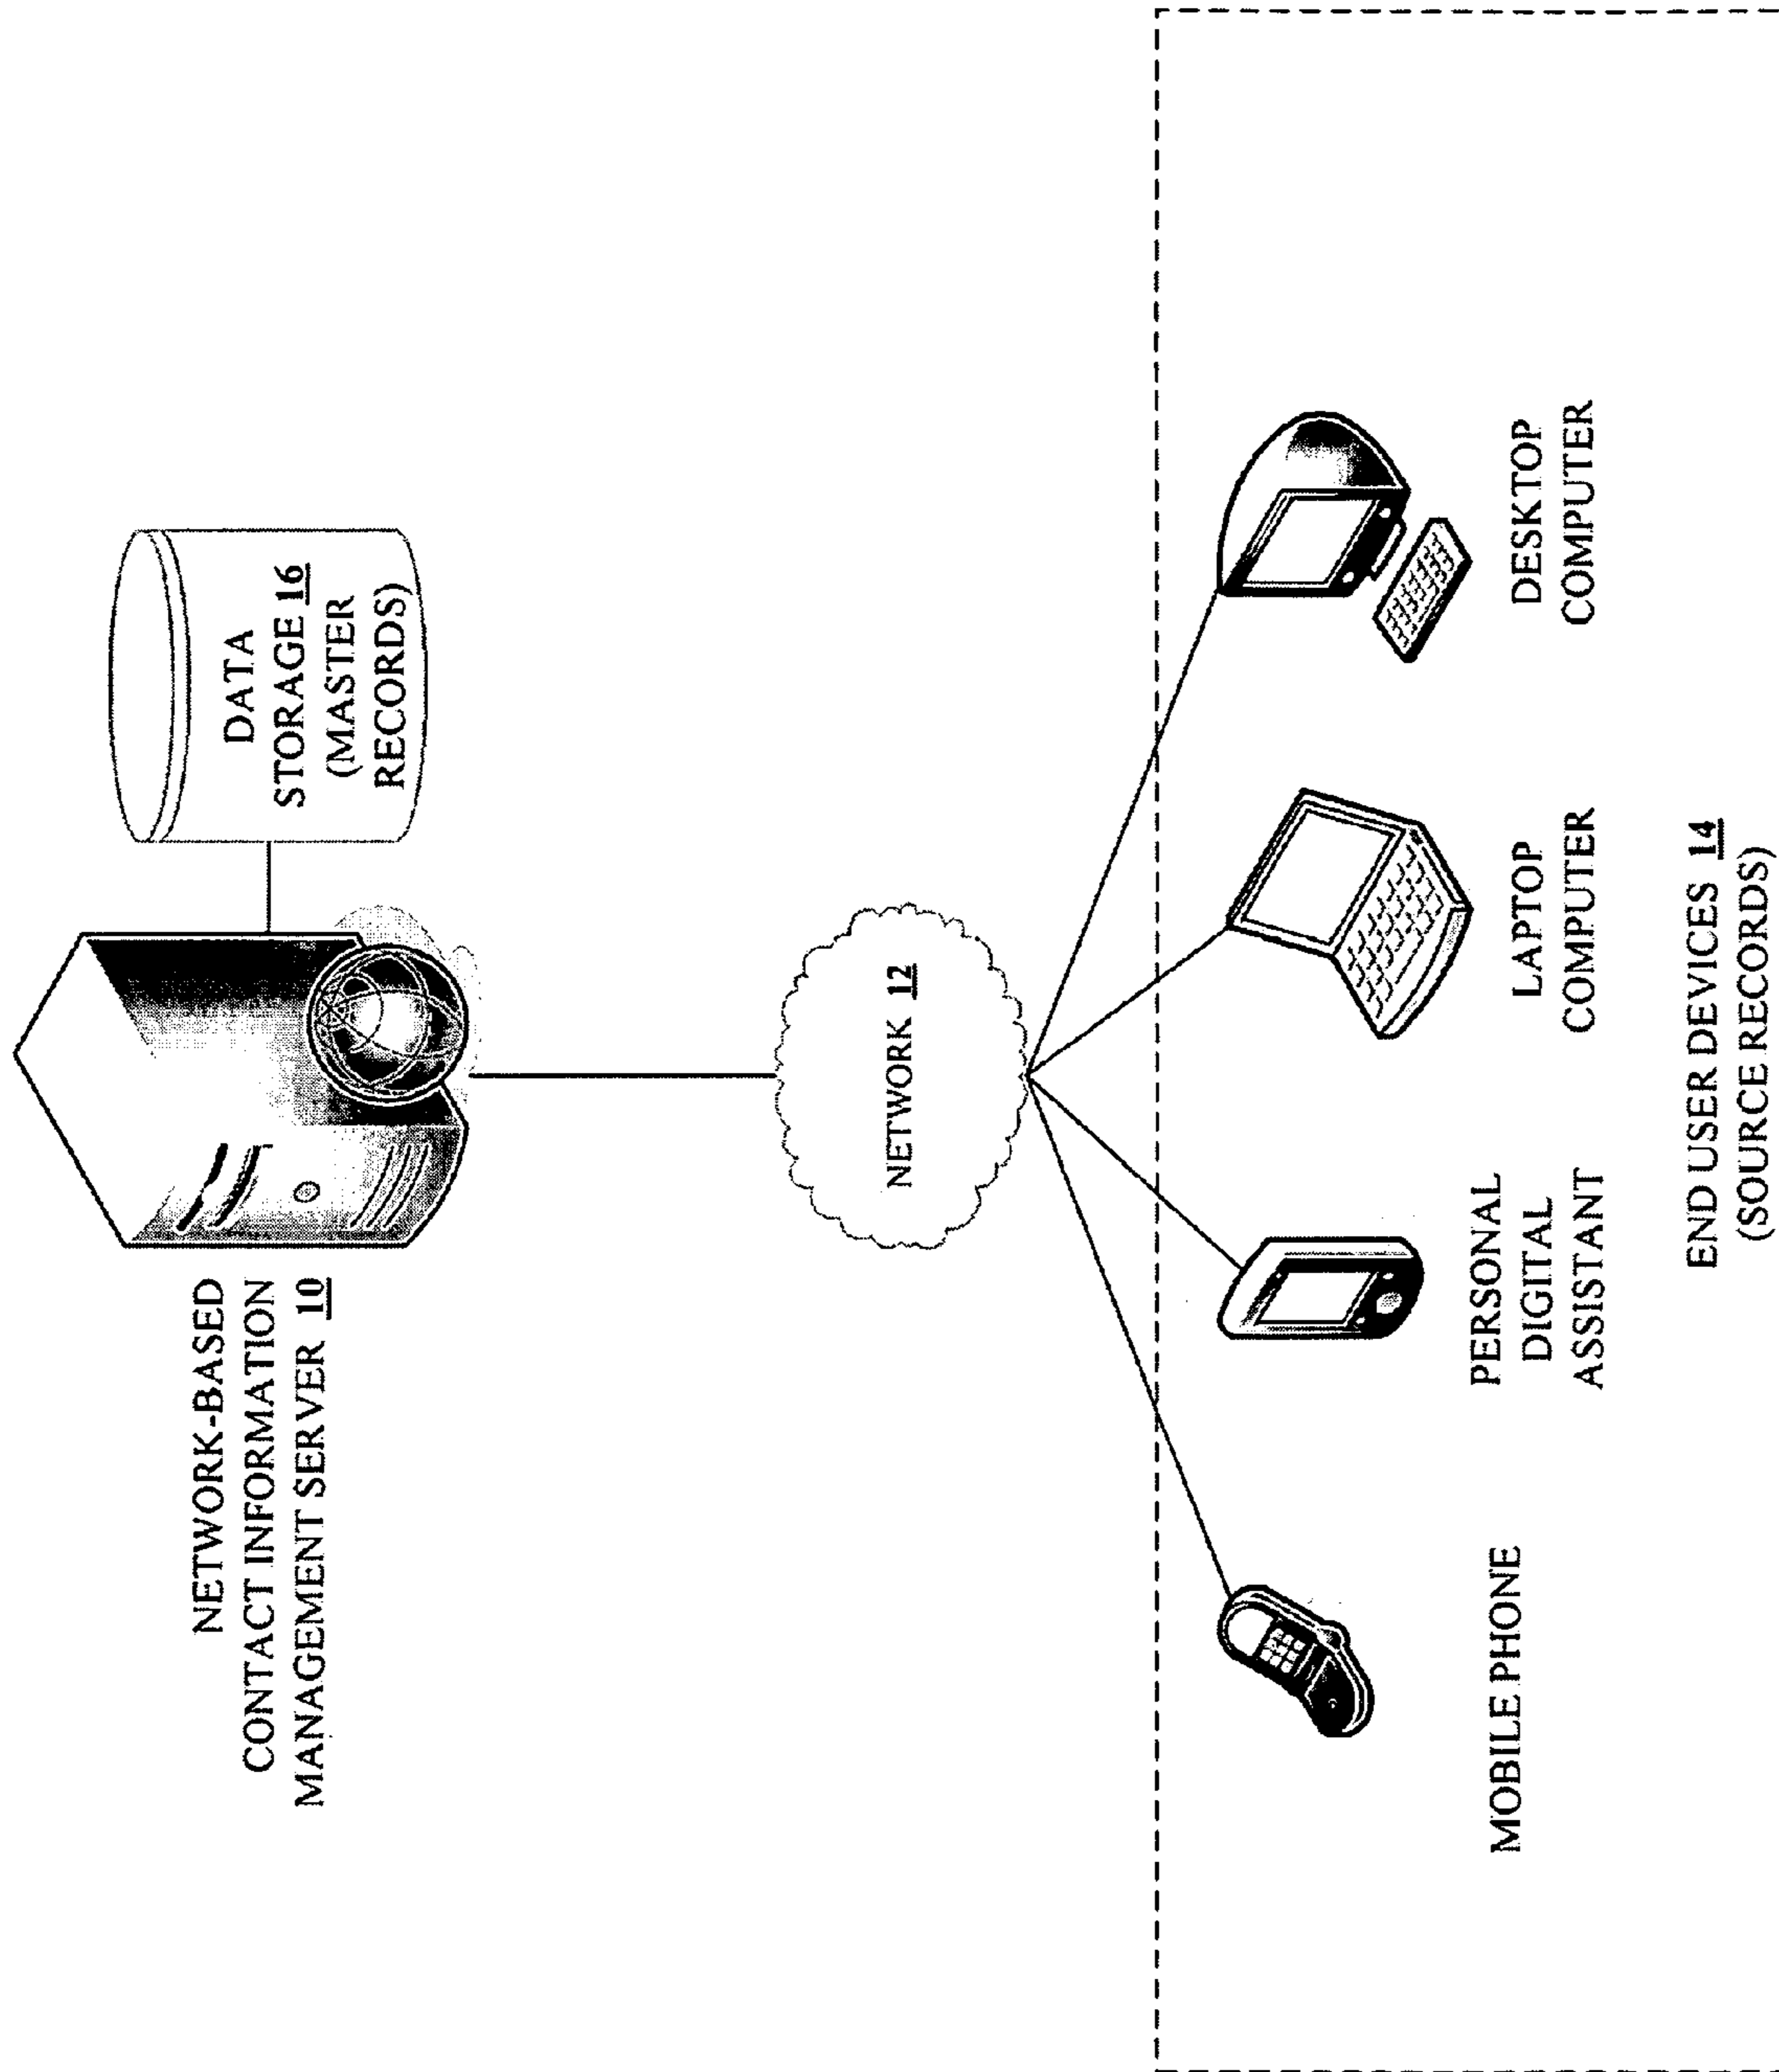 NETWORK-BASED
CONTACT INFORMATION
MANAGEMENT SERVER 10
DATA
STORAGE 16
(MASTER
RECORDS)
NETWORK 12
MOBILE PHONE
PERSONAL
DIGITAL
ASSISTANT
LAPTOP
COMPUTER
DESKTOP
COMPUTER
END USER DEVICES 14
(SOURCE RECORDS)